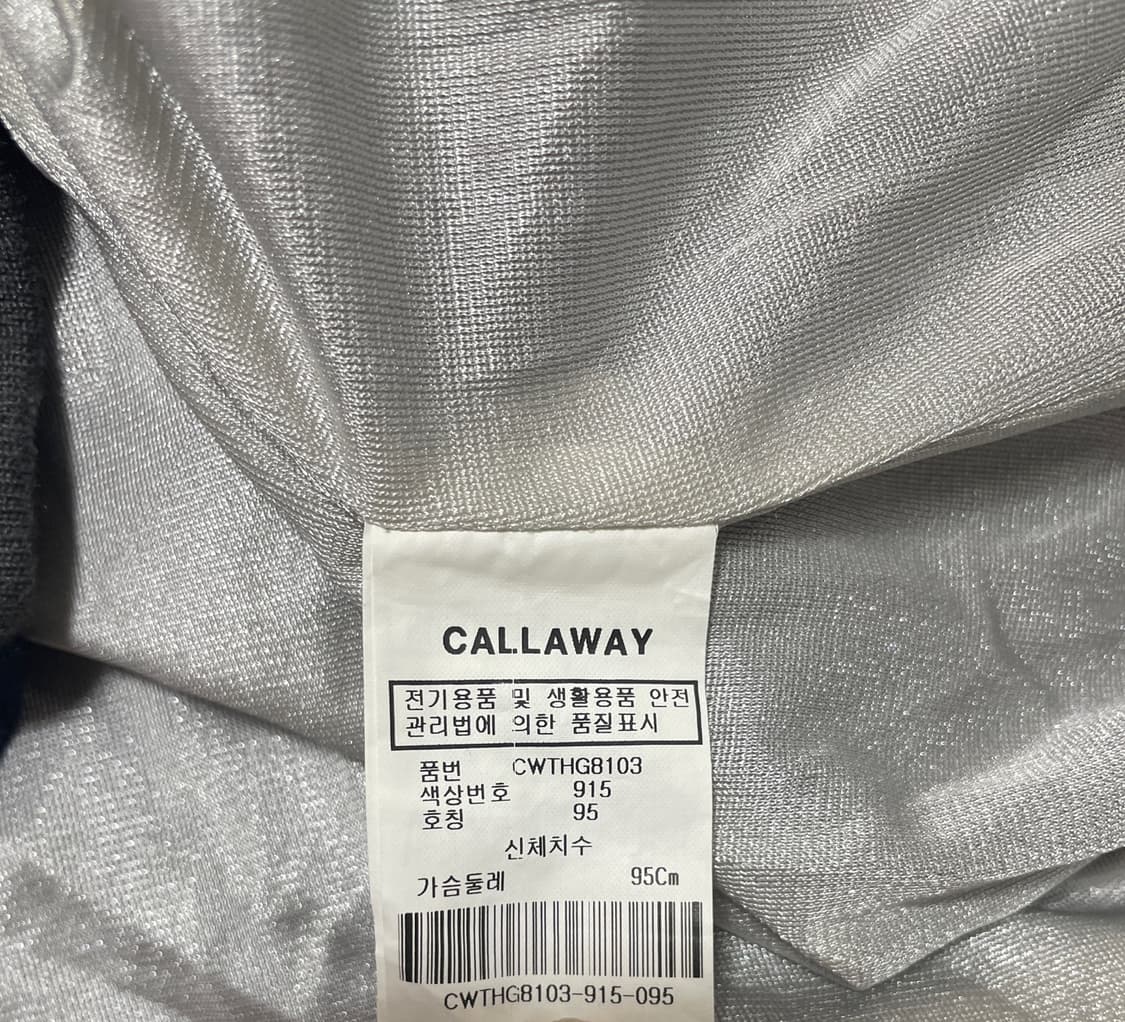 CALLAWAY
전기용품 및 생활용품 안전
관리법에 의한 품질표시
품번 CWTHG8103
색상번호 915
호칭 95
신체치수
가슴둘레 95Cm
CWTHG8103-915-095